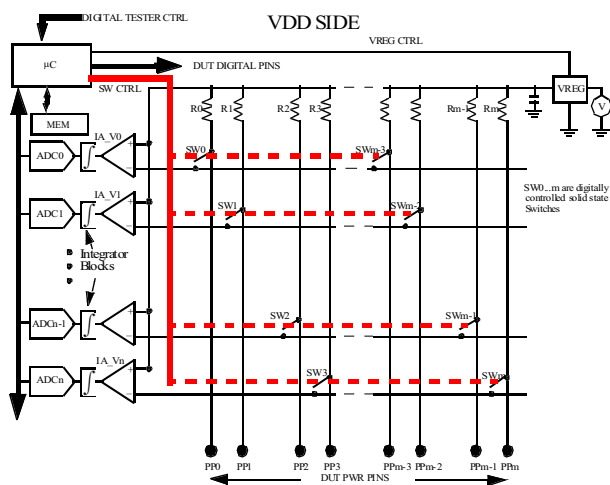 DIGITAL TESTER CTRL
VDD SIDE
VREG CTRL
μC
DUT DIGITAL PINS
SW CTRL
VREG
V
MEM
R0 R1 R2 R3 Rm-1 Rm
IA_V0
ADC0
+
−
SW0
SWm-3
IA_V1
ADC1
+
−
SW1
SWm-2
SW0...m are digitally
controlled solid state
Switches
Integrator
Blocks
ADCn-1
+
−
SW2
SWm-1
IA_Vn
ADCn
+
−
SW3
SWm
PP0 PP1 PP2 PP3 PPm-3 PPm-2 PPm-1 PPm
DUT PWR PINS